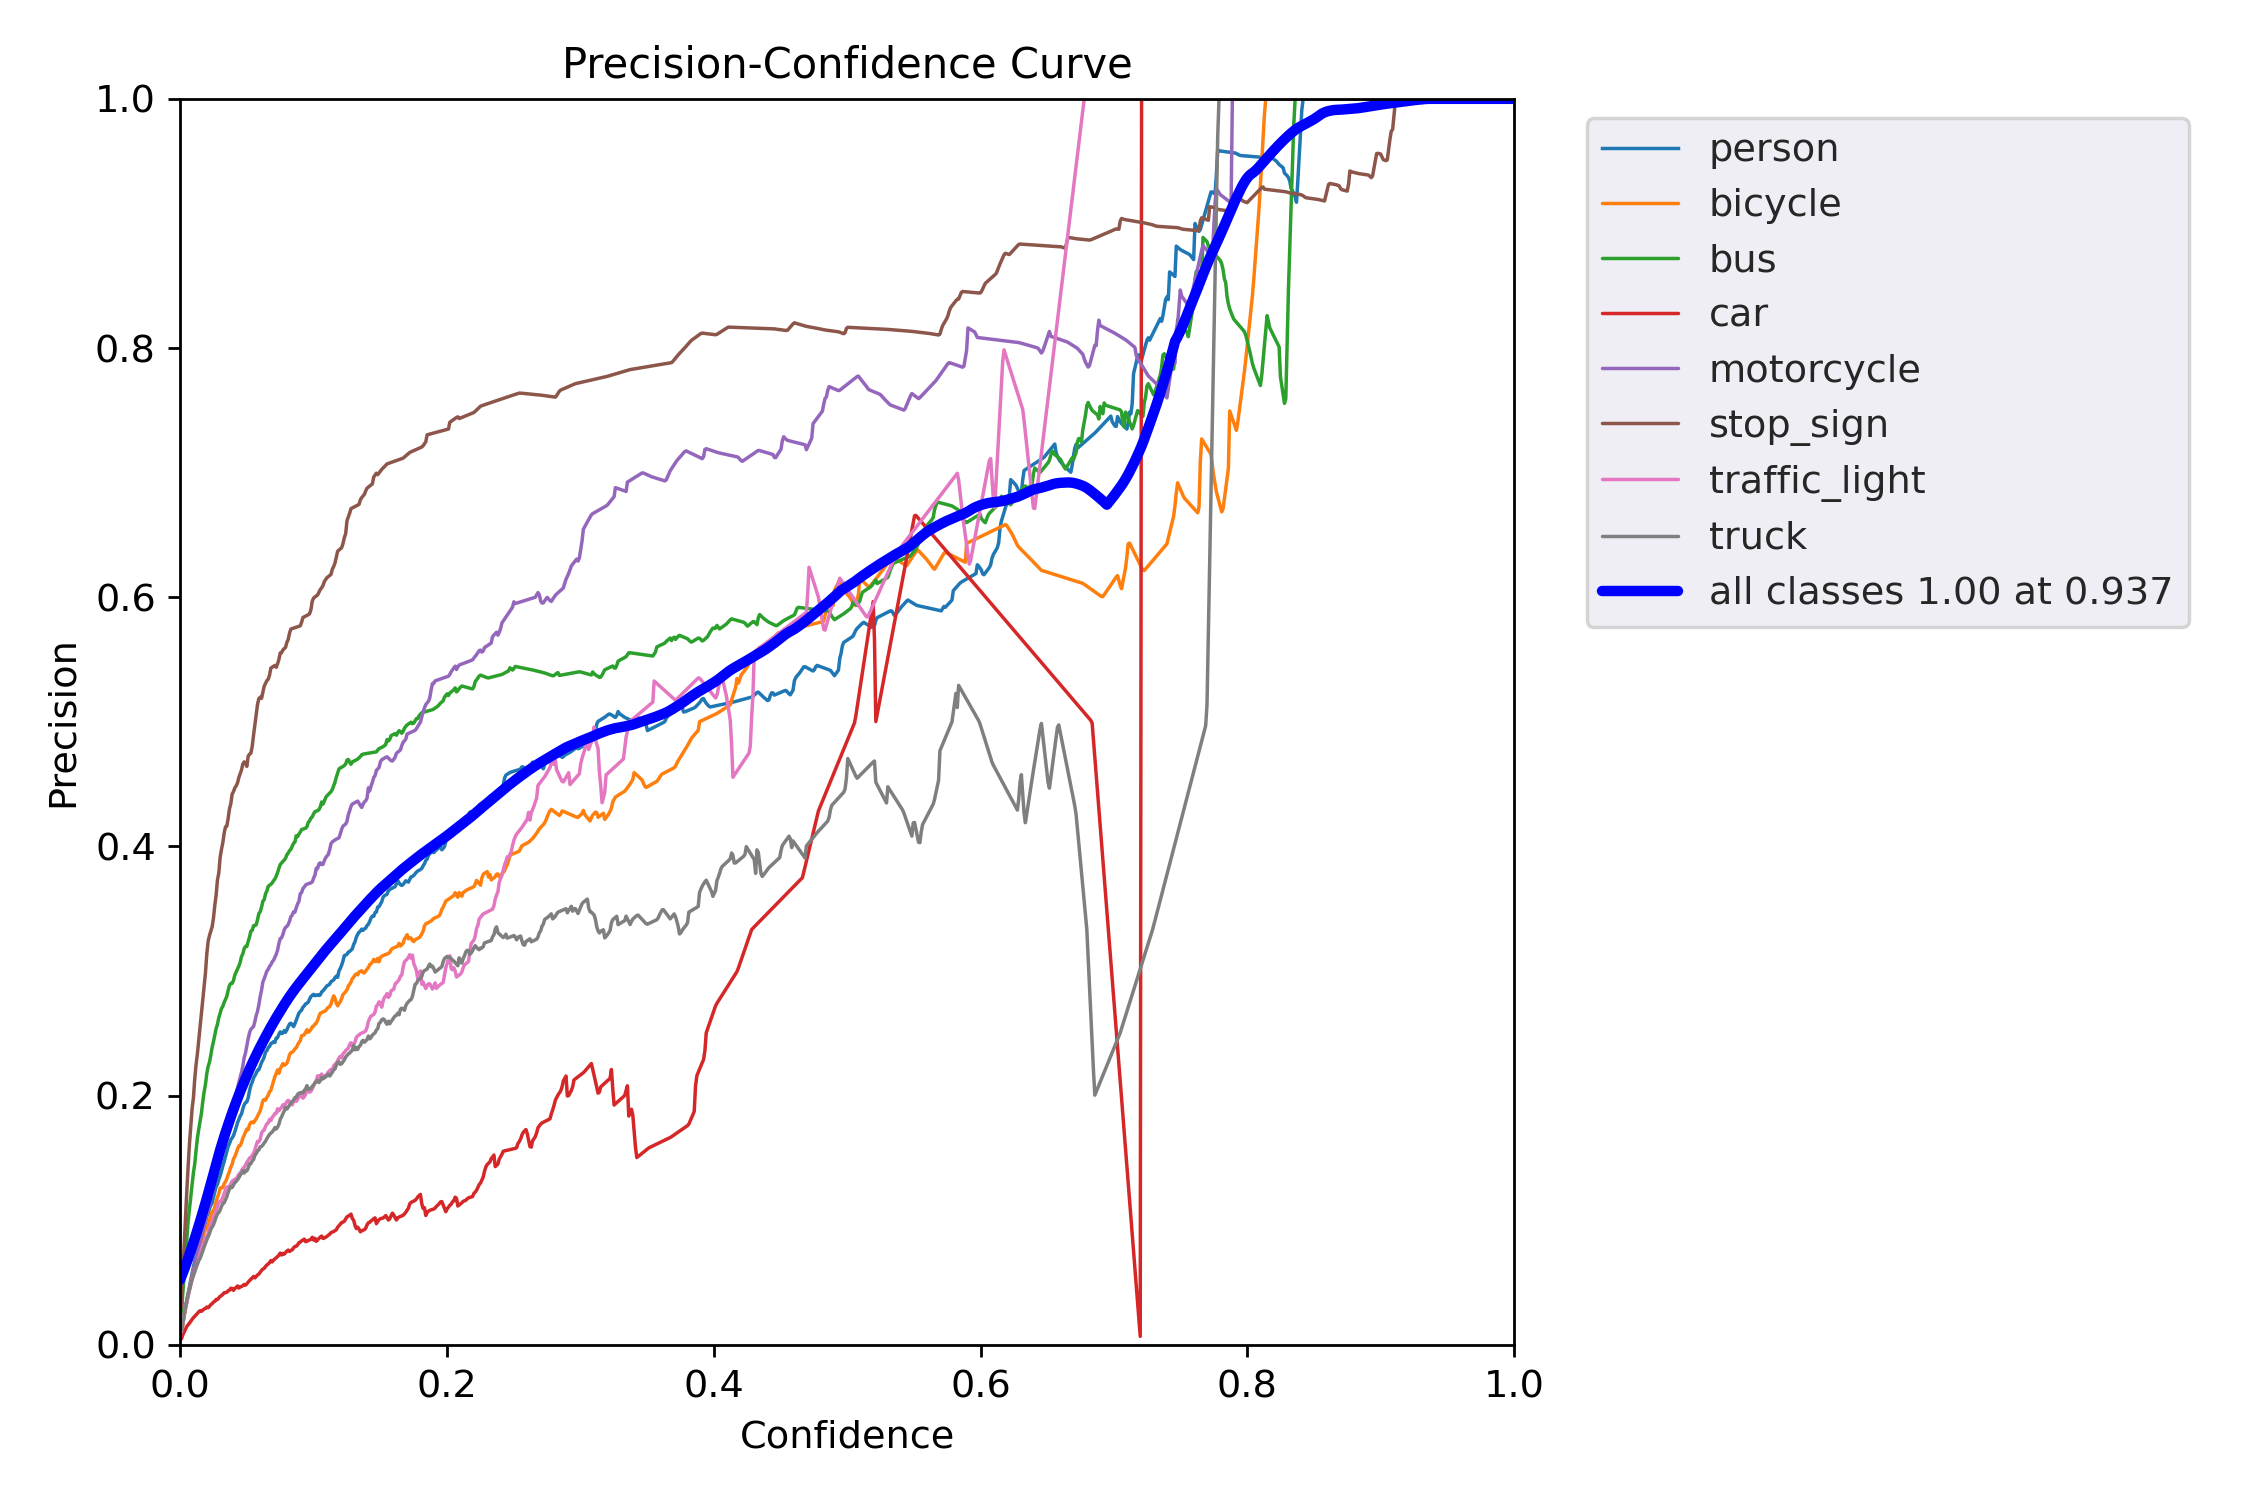 Precision-Confidence Curve
1.0
0.8
0.6
0.4
0.2
0.0
Precision
0.0 0.2 0.4 0.6 0.8 1.0
Confidence
person
bicycle
bus
car
motorcycle
stop_sign
traffic_light
truck
all classes 1.00 at 0.937